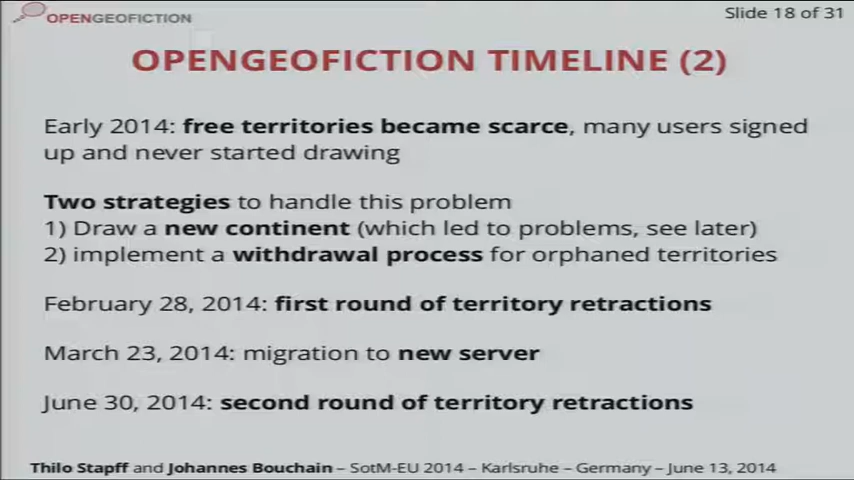 OPENGEOFICTION
Slide 18 of 31
OPENGEOFICTION TIMELINE (2)
Early 2014: free territories became scarce, many users signed
up and never started drawing
Two strategies to handle this problem
1) Draw a new continent (which led to problems, see later)
2) implement a withdrawal process for orphaned territories
February 28, 2014: first round of territory retractions
March 23, 2014: migration to new server
June 30, 2014: second round of territory retractions
Thilo Stapff and Johannes Bouchain – SotM-EU 2014 – Karlsruhe – Germany – June 13, 2014